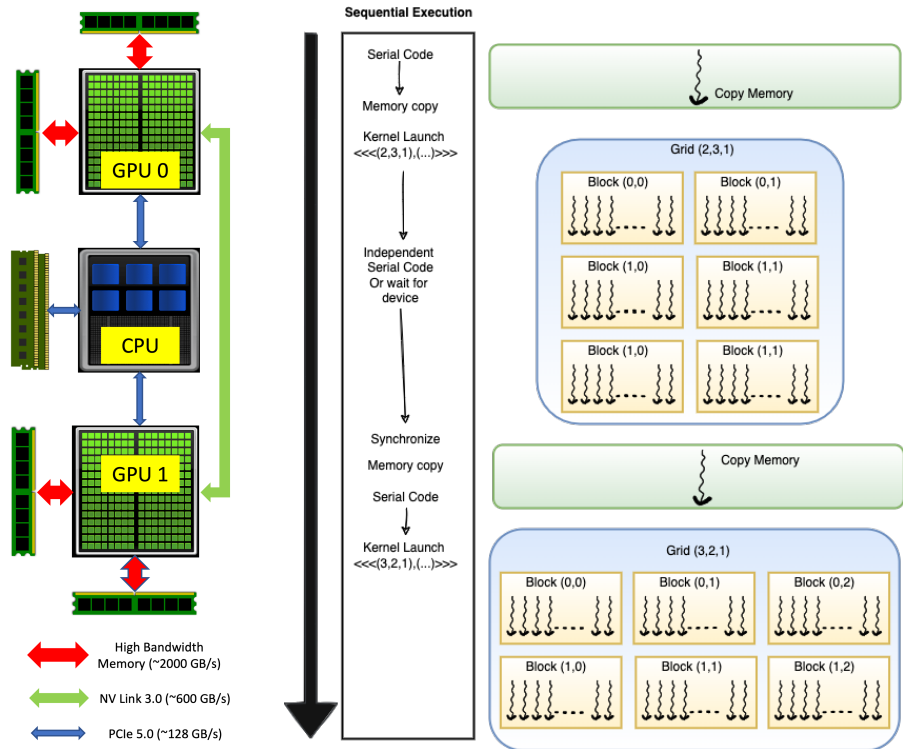 GPU 0
CPU
GPU 1
High Bandwidth
Memory (~2000 GB/s)
NV Link 3.0 (~600 GB/s)
PCIe 5.0 (~128 GB/s)
Sequential Execution
Serial Code
Memory copy
Kernel Launch
<<<(2,3,1),(...)>>>
Independent
Serial Code
Or wait for
device
Synchronize
Memory copy
Serial Code
Kernel Launch
<<<(3,2,1),(...)>>>
Copy Memory
Grid (2,3,1)
Block (0,0)
Block (0,1)
Block (1,0)
Block (1,1)
Block (1,0)
Block (1,1)
Copy Memory
Grid (3,2,1)
Block (0,0)
Block (0,1)
Block (0,2)
Block (1,0)
Block (1,1)
Block (1,2)